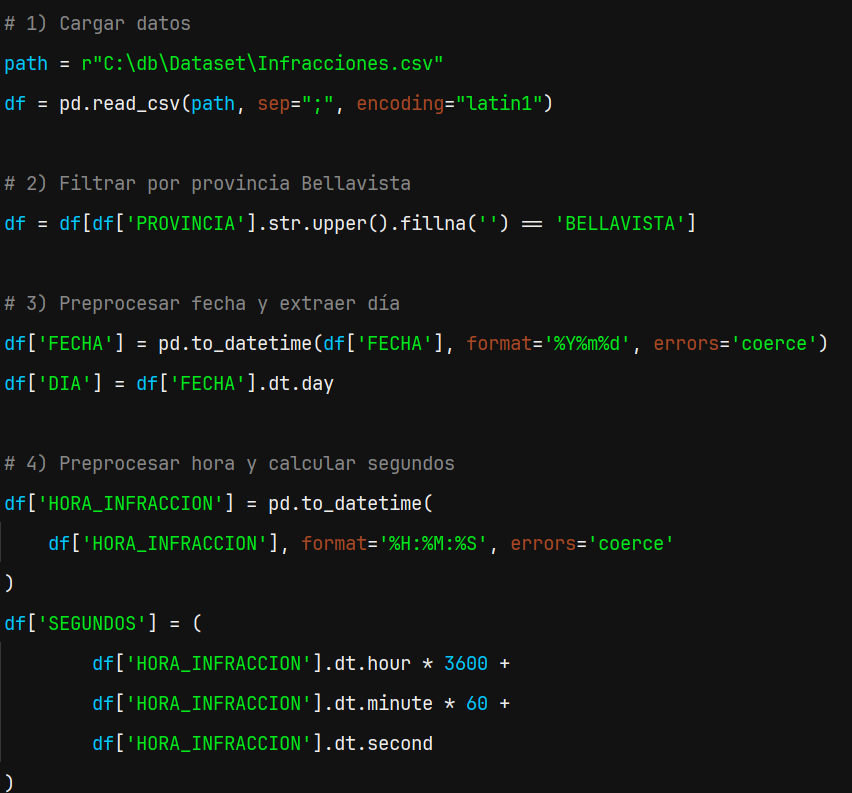 # 1) Cargar datos
path = r"C:\db\Dataset\Infracciones.csv"
df = pd.read_csv(path, sep=";", encoding="latin1")
# 2) Filtrar por provincia Bellavista
df = df[df['PROVINCIA'].str.upper().fillna('') == 'BELLAVISTA']
# 3) Preprocesar fecha y extraer día
df['FECHA'] = pd.to_datetime(df['FECHA'], format='%Y%m%d', errors='coerce')
df['DIA'] = df['FECHA'].dt.day
# 4) Preprocesar hora y calcular segundos
df['HORA_INFRACCION'] = pd.to_datetime(
    df['HORA_INFRACCION'], format='%H:%M:%S', errors='coerce'
)
df['SEGUNDOS'] = (
        df['HORA_INFRACCION'].dt.hour * 3600 +
        df['HORA_INFRACCION'].dt.minute * 60 +
        df['HORA_INFRACCION'].dt.second
)